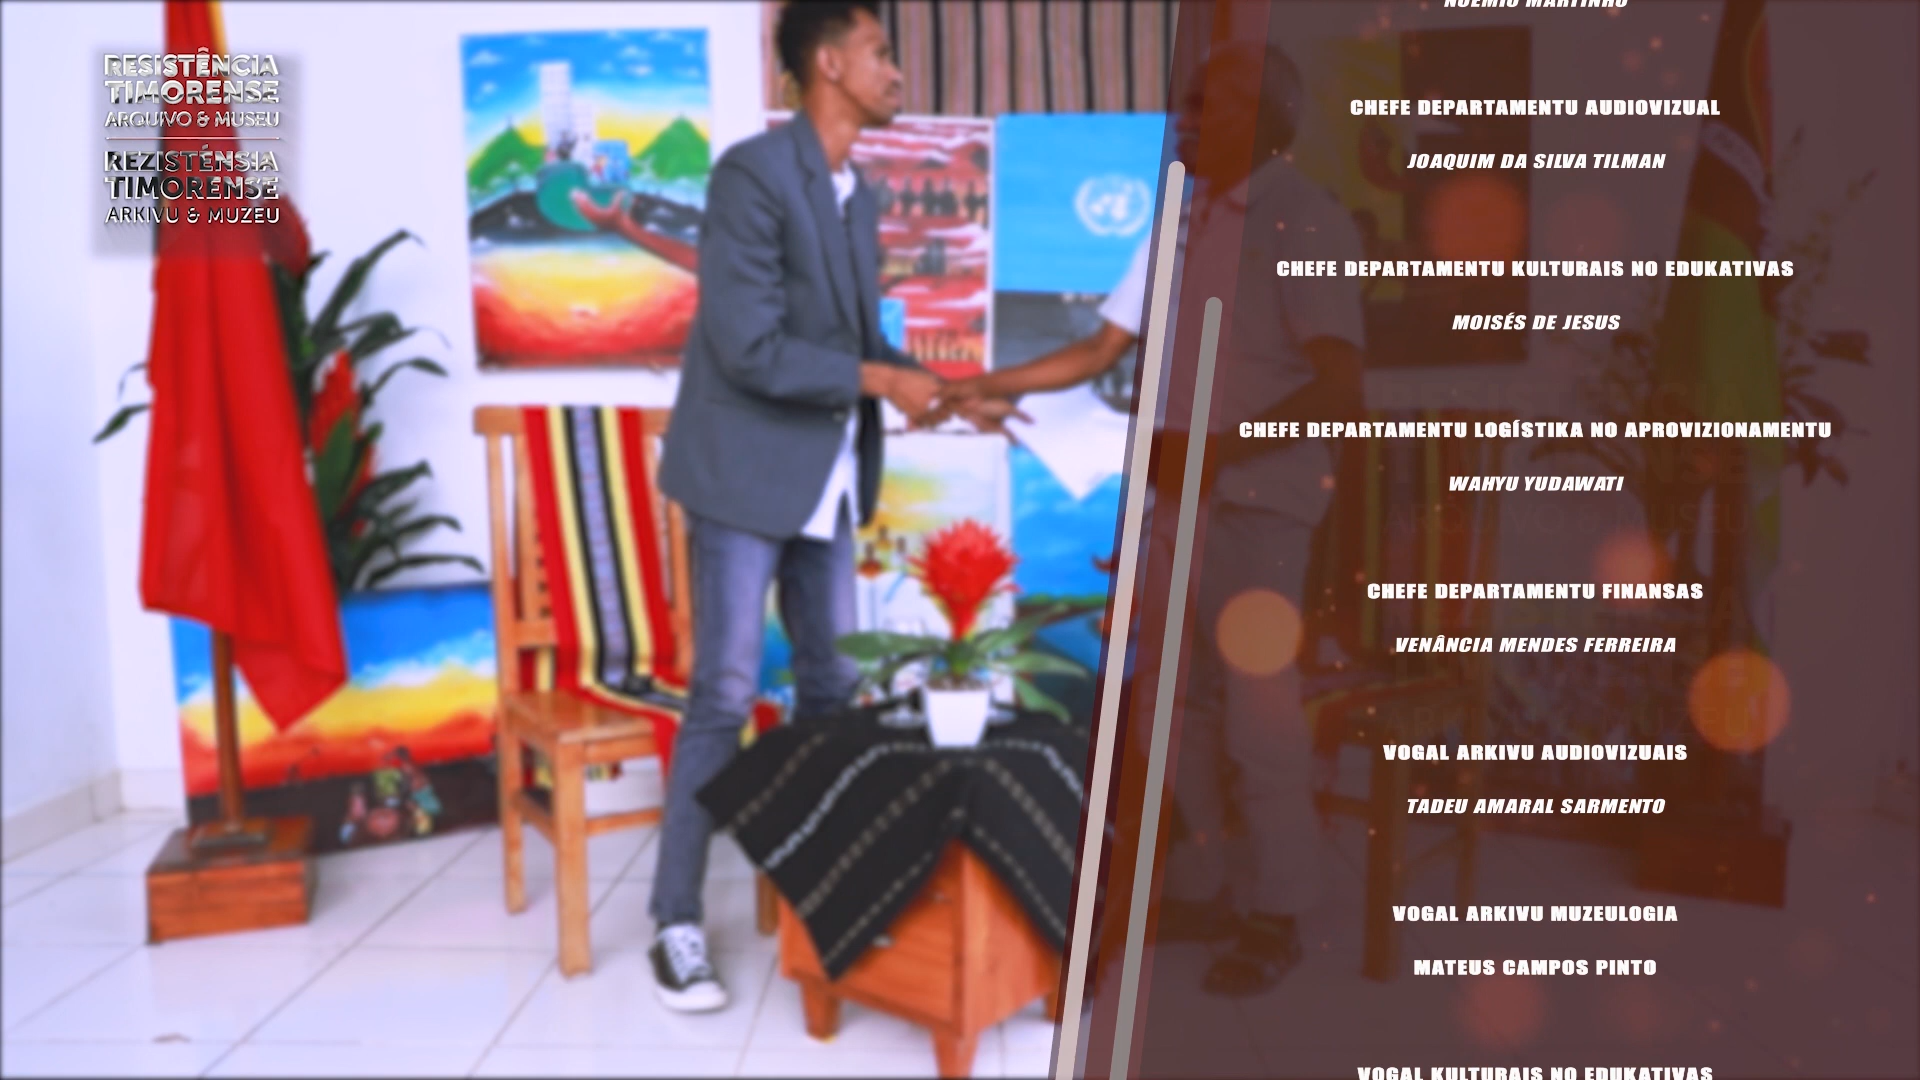 RESISTÊNCIA
TIMORENSE
ARQUIVO & MUSEU
REZISTÉNSIA
TIMORENSE
ARKIVU & MUZEU
NOÉMIO MARTINHO
CHEFE DEPARTAMENTU AUDIOVIZUAL
JOAQUIM DA SILVA TILMAN
CHEFE DEPARTAMENTU KULTURAIS NO EDUKATIVAS
MOISÉS DE JESUS
CHEFE DEPARTAMENTU LOGÍSTIKA NO APROVIZIONAMENTU
WAHYU YUDAWATI
CHEFE DEPARTAMENTU FINANSAS
VENÂNCIA MENDES FERREIRA
VOGAL ARKIVU AUDIOVIZUAIS
TADEU AMARAL SARMENTO
VOGAL ARKIVU MUZEULOGIA
MATEUS CAMPOS PINTO
VOGAL KULTURAIS NO EDUKATIVAS